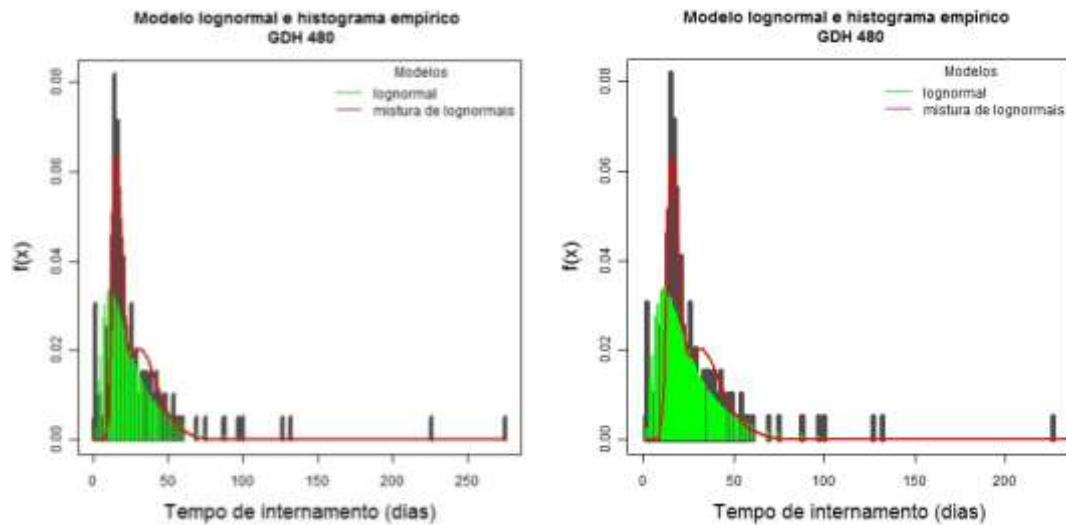 Modelo lognormal e histograma empírico
GDH 480
Modelos
lognormal
mistura de lognormais
f(x)
0.00 0.02 0.04 0.06 0.08
0 50 100 150 200 250
Tempo de internamento (dias)
Modelo lognormal e histograma empírico
GDH 480
Modelos
lognormal
mistura de lognormais
f(x)
0.00 0.02 0.04 0.06 0.08
0 50 100 150 200
Tempo de internamento (dias)